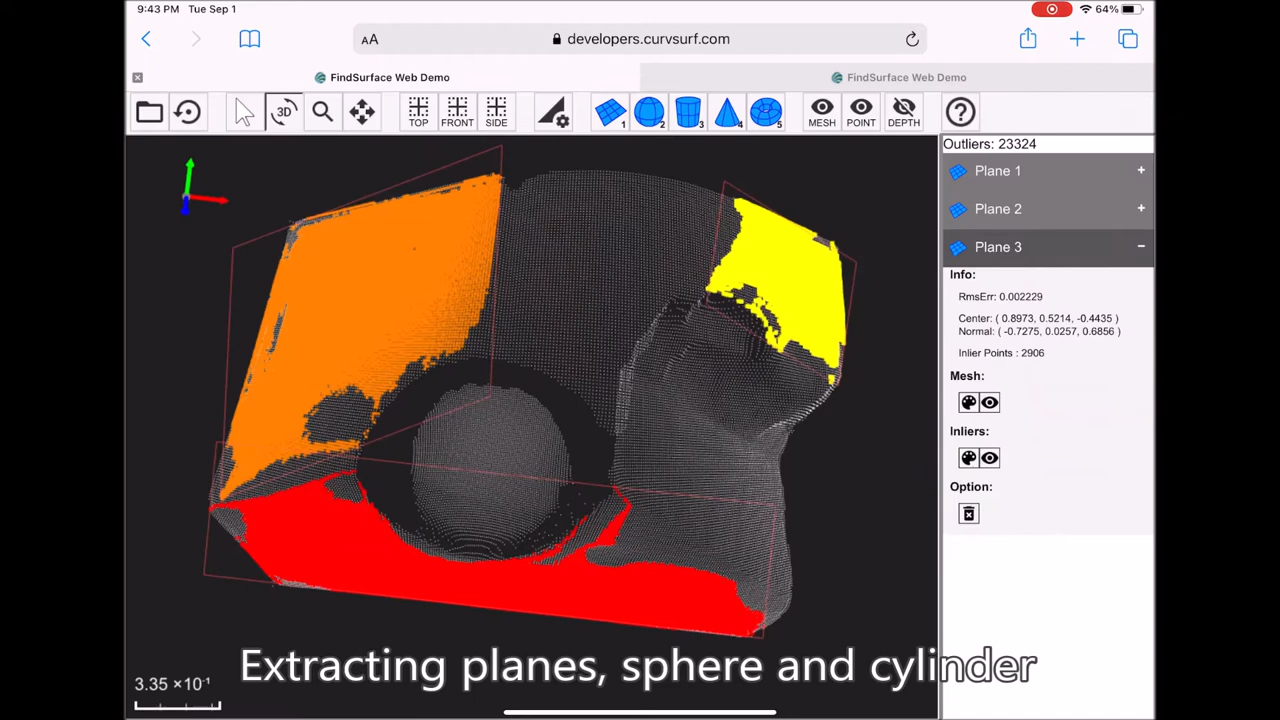 9:43 PM Tue Sep 1
64%
AA
developers.curvsurf.com
FindSurface Web Demo
FindSurface Web Demo
3D
TOP
FRONT
SIDE
1
2
3
4
5
MESH
POINT
DEPTH
Outliers: 23324
Plane 1
+
Plane 2
+
Plane 3
−
Info:
RmsErr: 0.002229
Center: ( 0.8973, 0.5214, -0.4435 )
Normal: ( -0.7275, 0.0257, 0.6856 )
Inlier Points : 2906
Mesh:
Inliers:
Option:
Extracting planes, sphere and cylinder
3.35 ×10⁻¹